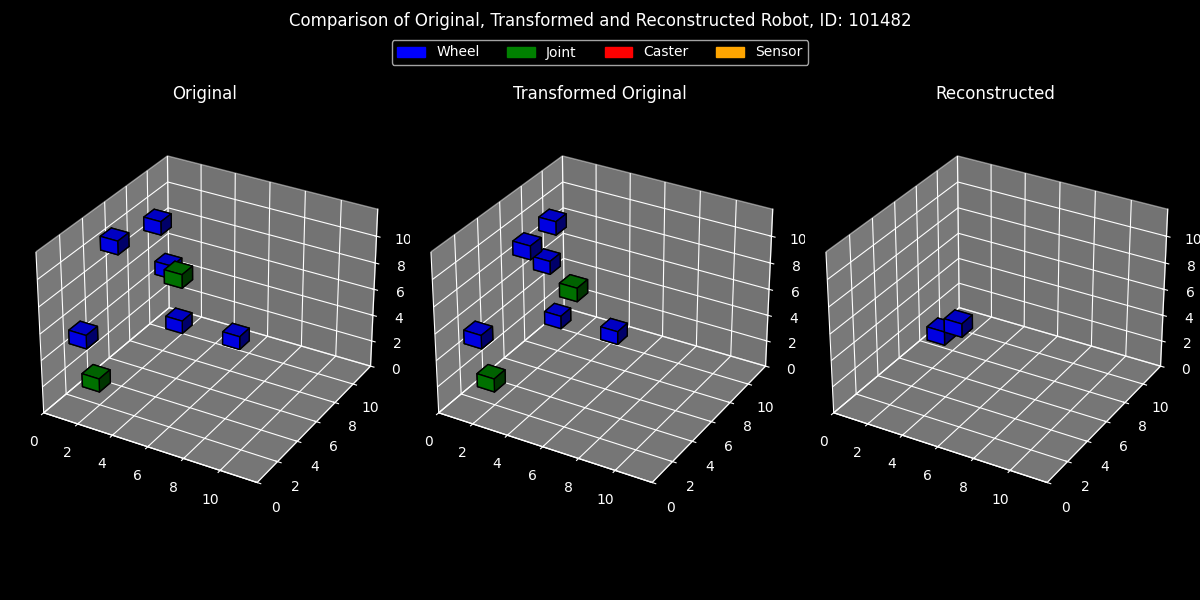 Comparison of Original, Transformed and Reconstructed Robot, ID: 101482
Wheel Joint Caster Sensor
Original Transformed Original Reconstructed
10 10 10
8 8 8
6 6 6
4 4 4
2 2 2
0 0 0
10 10 10
8 8 8
0 6 0 6 0 6
2 4 2 4 2 4
4 4 4
6 2 6 2 6 2
8 8 8
10 0 10 0 10 0